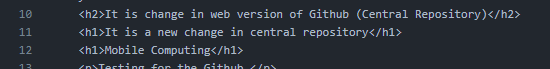 10 <h2>It is change in web version of Github (Central Repository)</h2>
11 <h1>It is a new change in central repository</h1>
12 <h1>Mobile Computing</h1>
13 <p>Testing for the Github </p>